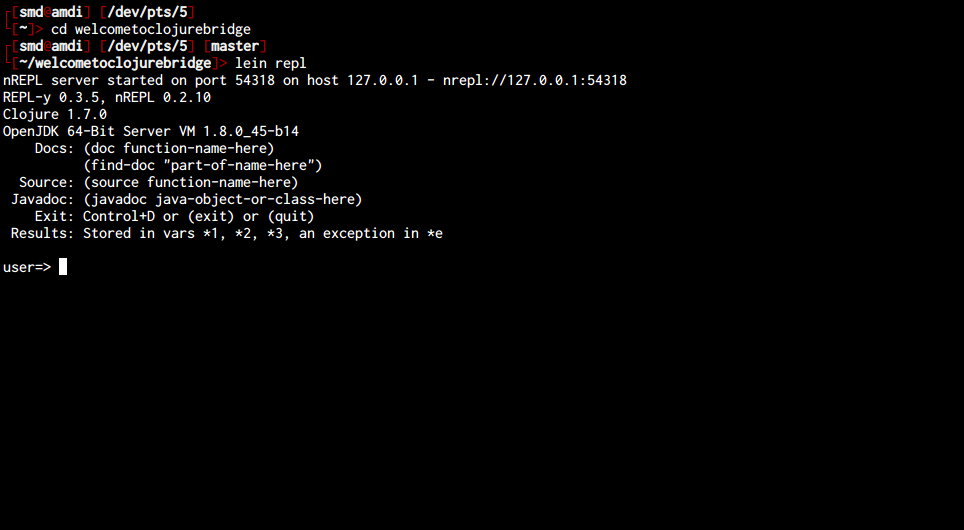 ┌[smd@amdi] [/dev/pts/5]
└[~]> cd welcometoclojurebridge
┌[smd@amdi] [/dev/pts/5] [master]
└[~/welcometoclojurebridge]> lein repl
nREPL server started on port 54318 on host 127.0.0.1 - nrepl://127.0.0.1:54318
REPL-y 0.3.5, nREPL 0.2.10
Clojure 1.7.0
OpenJDK 64-Bit Server VM 1.8.0_45-b14
    Docs: (doc function-name-here)
          (find-doc "part-of-name-here")
  Source: (source function-name-here)
 Javadoc: (javadoc java-object-or-class-here)
    Exit: Control+D or (exit) or (quit)
 Results: Stored in vars *1, *2, *3, an exception in *e
user=>